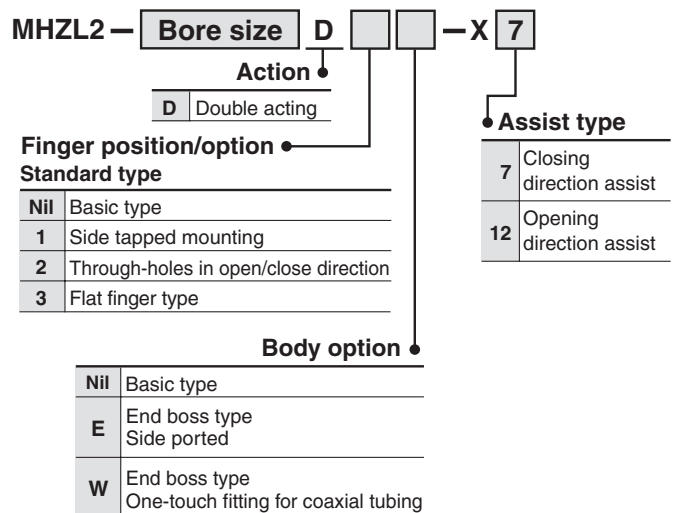 MHZL2 — Bore size D — X 7
Action
D Double acting
Finger position/option
Standard type
Nil Basic type
1 Side tapped mounting
2 Through-holes in open/close direction
3 Flat finger type
Assist type
7 Closing
direction assist
12 Opening
direction assist
Body option
Nil Basic type
E End boss type
Side ported
W End boss type
One-touch fitting for coaxial tubing